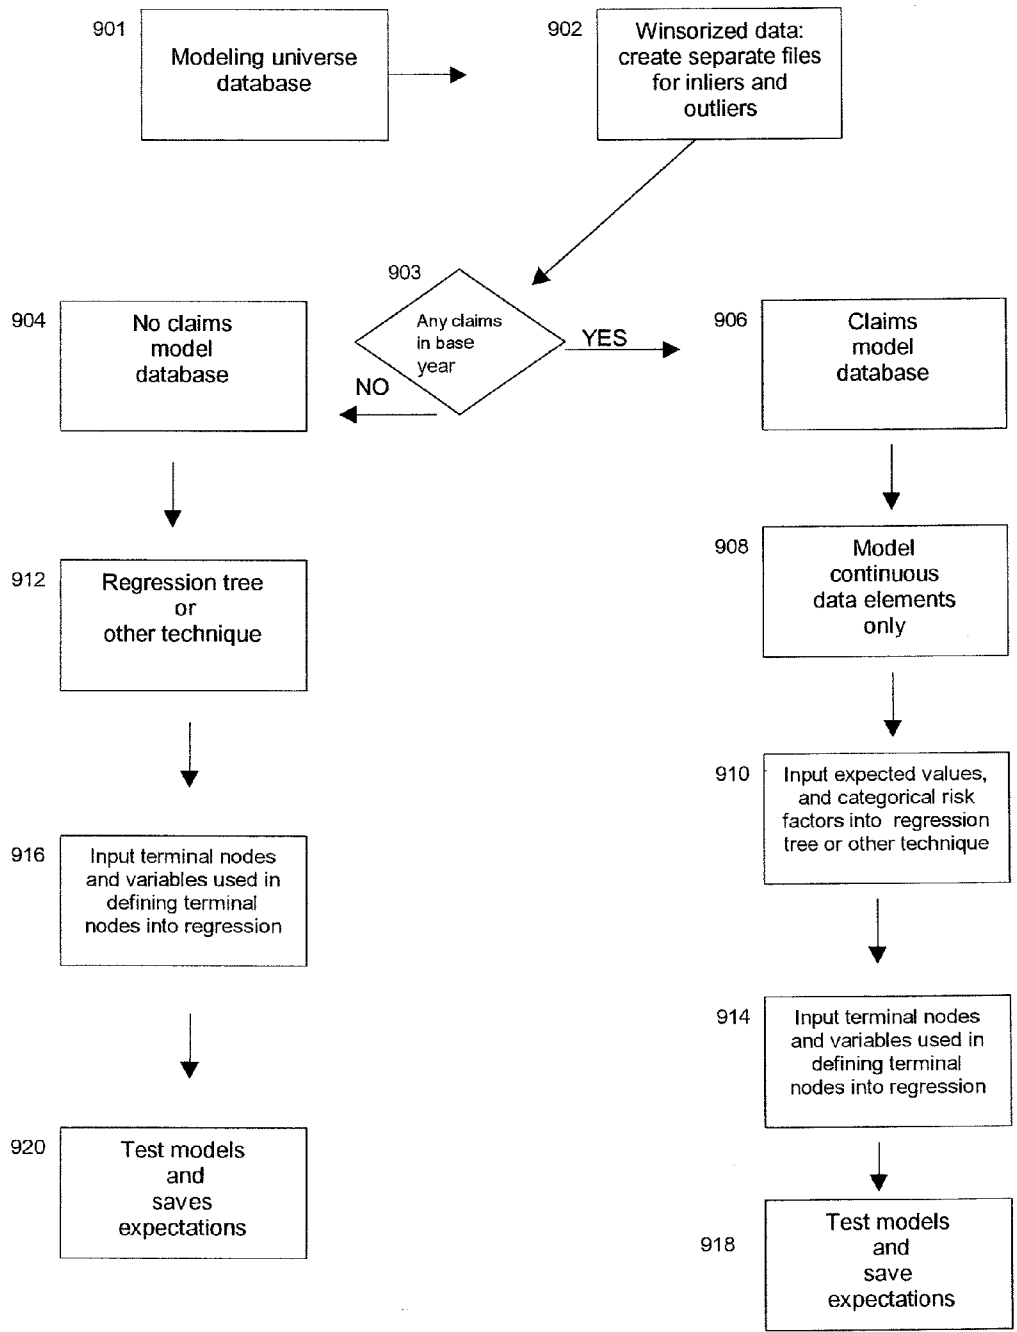 901
Modeling universe
database
902
Winsorized data:
create separate files
for inliers and
outliers
903
Any claims
in base
year
YES
NO
904
No claims
model
database
906
Claims
model
database
912
Regression tree
or
other technique
908
Model
continuous
data elements
only
910
Input expected values,
and categorical risk
factors into regression
tree or other technique
916
Input terminal nodes
and variables used in
defining terminal
nodes into regression
914
Input terminal nodes
and variables used in
defining terminal
nodes into regression
920
Test models
and
saves
expectations
918
Test models
and
save
expectations